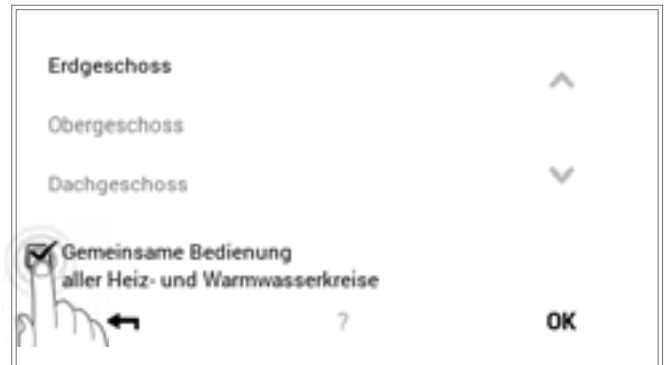 Erdgeschoss
Obergeschoss
Dachgeschoss
Gemeinsame Bedienung
aller Heiz- und Warmwasserkreise
? OK